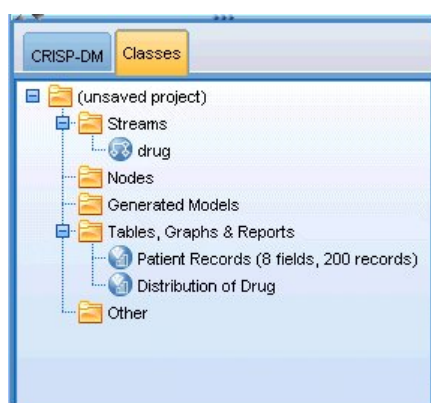 CRISP-DM Classes
(unsaved project)
Streams
drug
Nodes
Generated Models
Tables, Graphs & Reports
Patient Records (8 fields, 200 records)
Distribution of Drug
Other